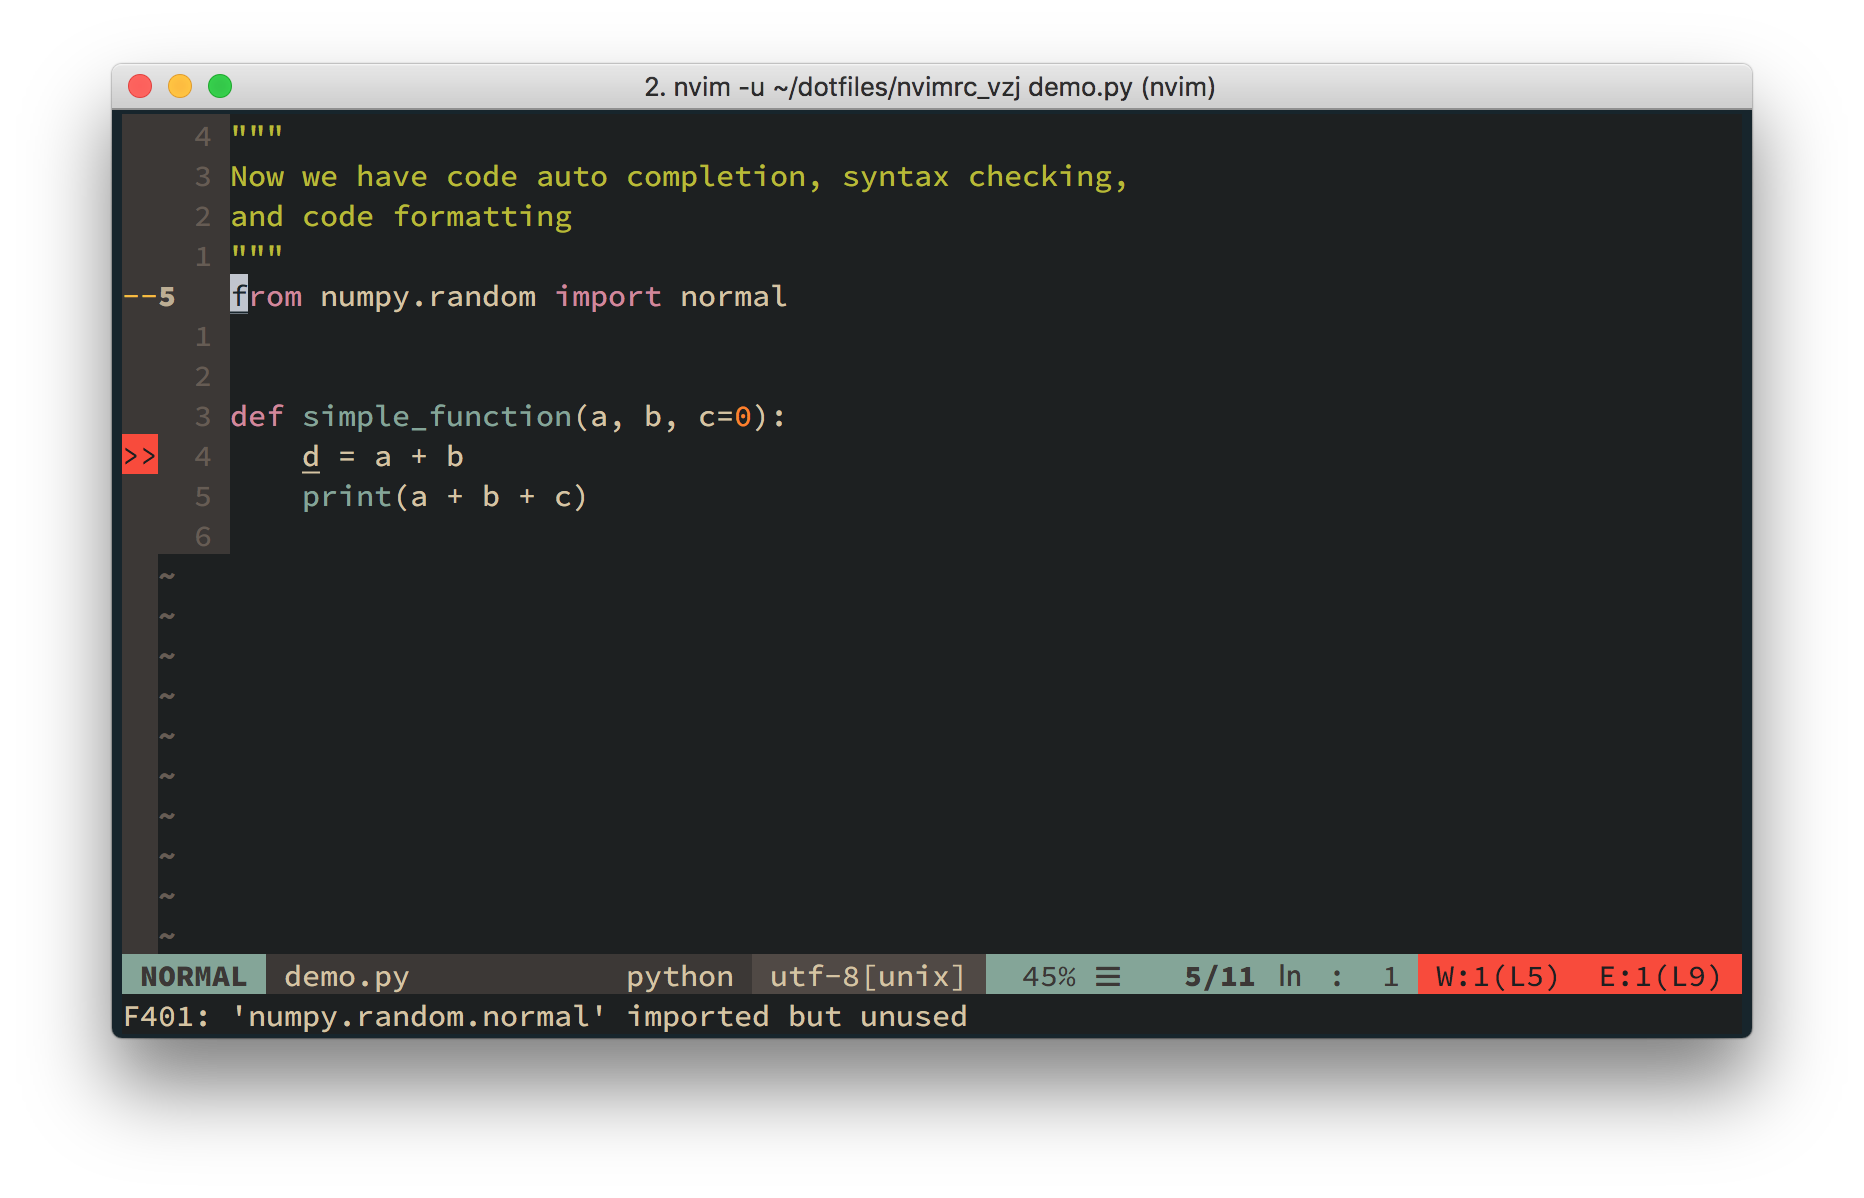 2. nvim -u ~/dotfiles/nvimrc_vzj demo.py (nvim)
4 """
3 Now we have code auto completion, syntax checking,
2 and code formatting
1 """
--5 from numpy.random import normal
1
2
3 def simple_function(a, b, c=0):
>> 4     d = a + b
5     print(a + b + c)
6
~
~
~
~
~
~
~
~
~
~
NORMAL demo.py python utf-8[unix] 45% ☰ 5/11 ln : 1 W:1(L5) E:1(L9)
F401: 'numpy.random.normal' imported but unused